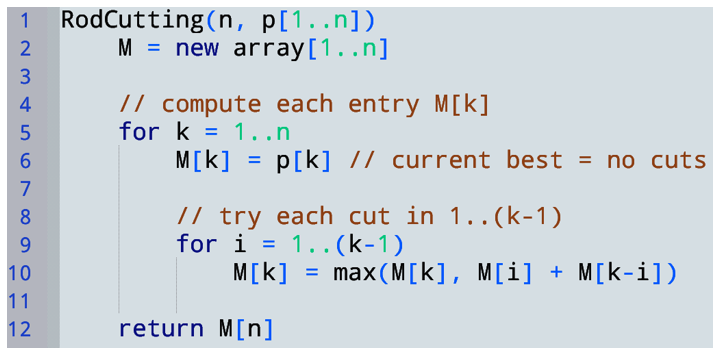 1 RodCutting(n, p[1..n])
2     M = new array[1..n]
3
4     // compute each entry M[k]
5     for k = 1..n
6         M[k] = p[k] // current best = no cuts
7
8         // try each cut in 1..(k-1)
9         for i = 1..(k-1)
10             M[k] = max(M[k], M[i] + M[k-i])
11
12     return M[n]